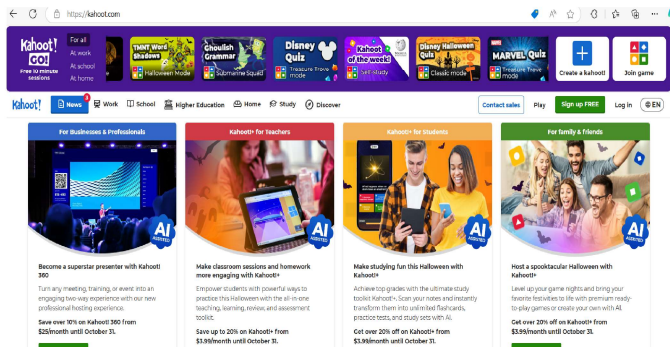 https://kahoot.com
Kahoot!
GO!
Free 10 minute
sessions
For all
At work
At school
At home
TMNT Word
Shadows
Halloween Mode
Ghoulish
Grammar
Submarine Squad
Disney
Quiz
Treasure Trove
mode
Kahoot
of the week!
Self-study
Disney Halloween
Quiz
Classic mode
MARVEL Quiz
Treasure Trove
mode
Create a kahoot!
Join game
Kahoot!
News
Work
School
Higher Education
Home
Study
Discover
Contact sales
Play
Sign up FREE
Log in
EN
For Businesses & Professionals
AI
ASSISTED
Become a superstar presenter with Kahoot!
360
Turn any meeting, training, or event into an
engaging two-way experience with our new
professional hosting experience.
Save over 10% on Kahoot! 360 from
$25/month until October 31.
Kahoot!+ for Teachers
AI
ASSISTED
Make classroom sessions and homework
more engaging with Kahoot!+
Empower students with powerful ways to
practice this Halloween with the all-in-one
teaching, learning, review, and assessment
toolkit.
Save up to 20% on Kahoot!+ from
$3.99/month until October 31.
Kahoot!+ for Students
AI
ASSISTED
Make studying fun this Halloween with
Kahoot!+
Achieve top grades with the ultimate study
toolkit Kahoot!+. Scan your notes and instantly
transform them into unlimited flashcards,
practice tests, and study sets with AI.
Get over 20% off on Kahoot!+ from
$3.99/month until October 31.
For family & friends
AI
ASSISTED
Host a spooktacular Halloween with
Kahoot!+
Level up your game nights and bring your
favorite festivities to life with premium ready-
to-play games or create your own with AI.
Get over 20% off on Kahoot!+ from
$3.99/month until October 31.